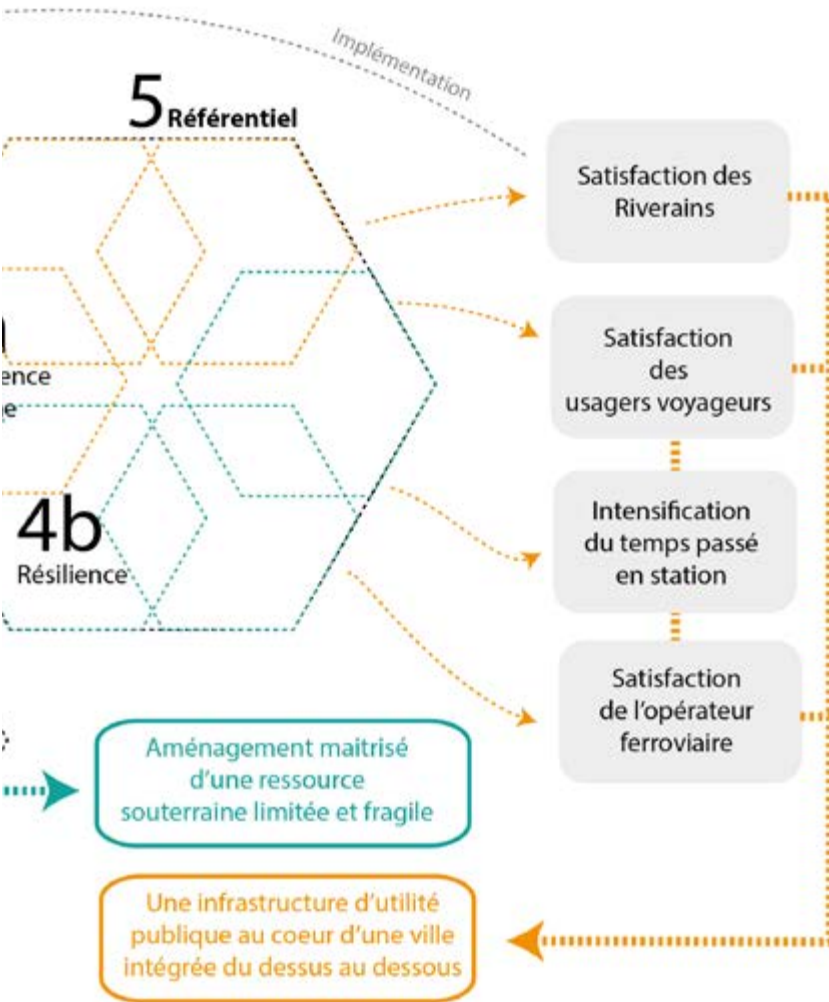 Implémentation
5 Référentiel
Satisfaction des
Riverains
Satisfaction
des
usagers voyageurs
4b
Résilience
Intensification
du temps passé
en station
Satisfaction
de l'opérateur
ferroviaire
Aménagement maitrisé
d'une ressource
souterraine limitée et fragile
Une infrastructure d'utilité
publique au coeur d'une ville
intégrée du dessus au dessous